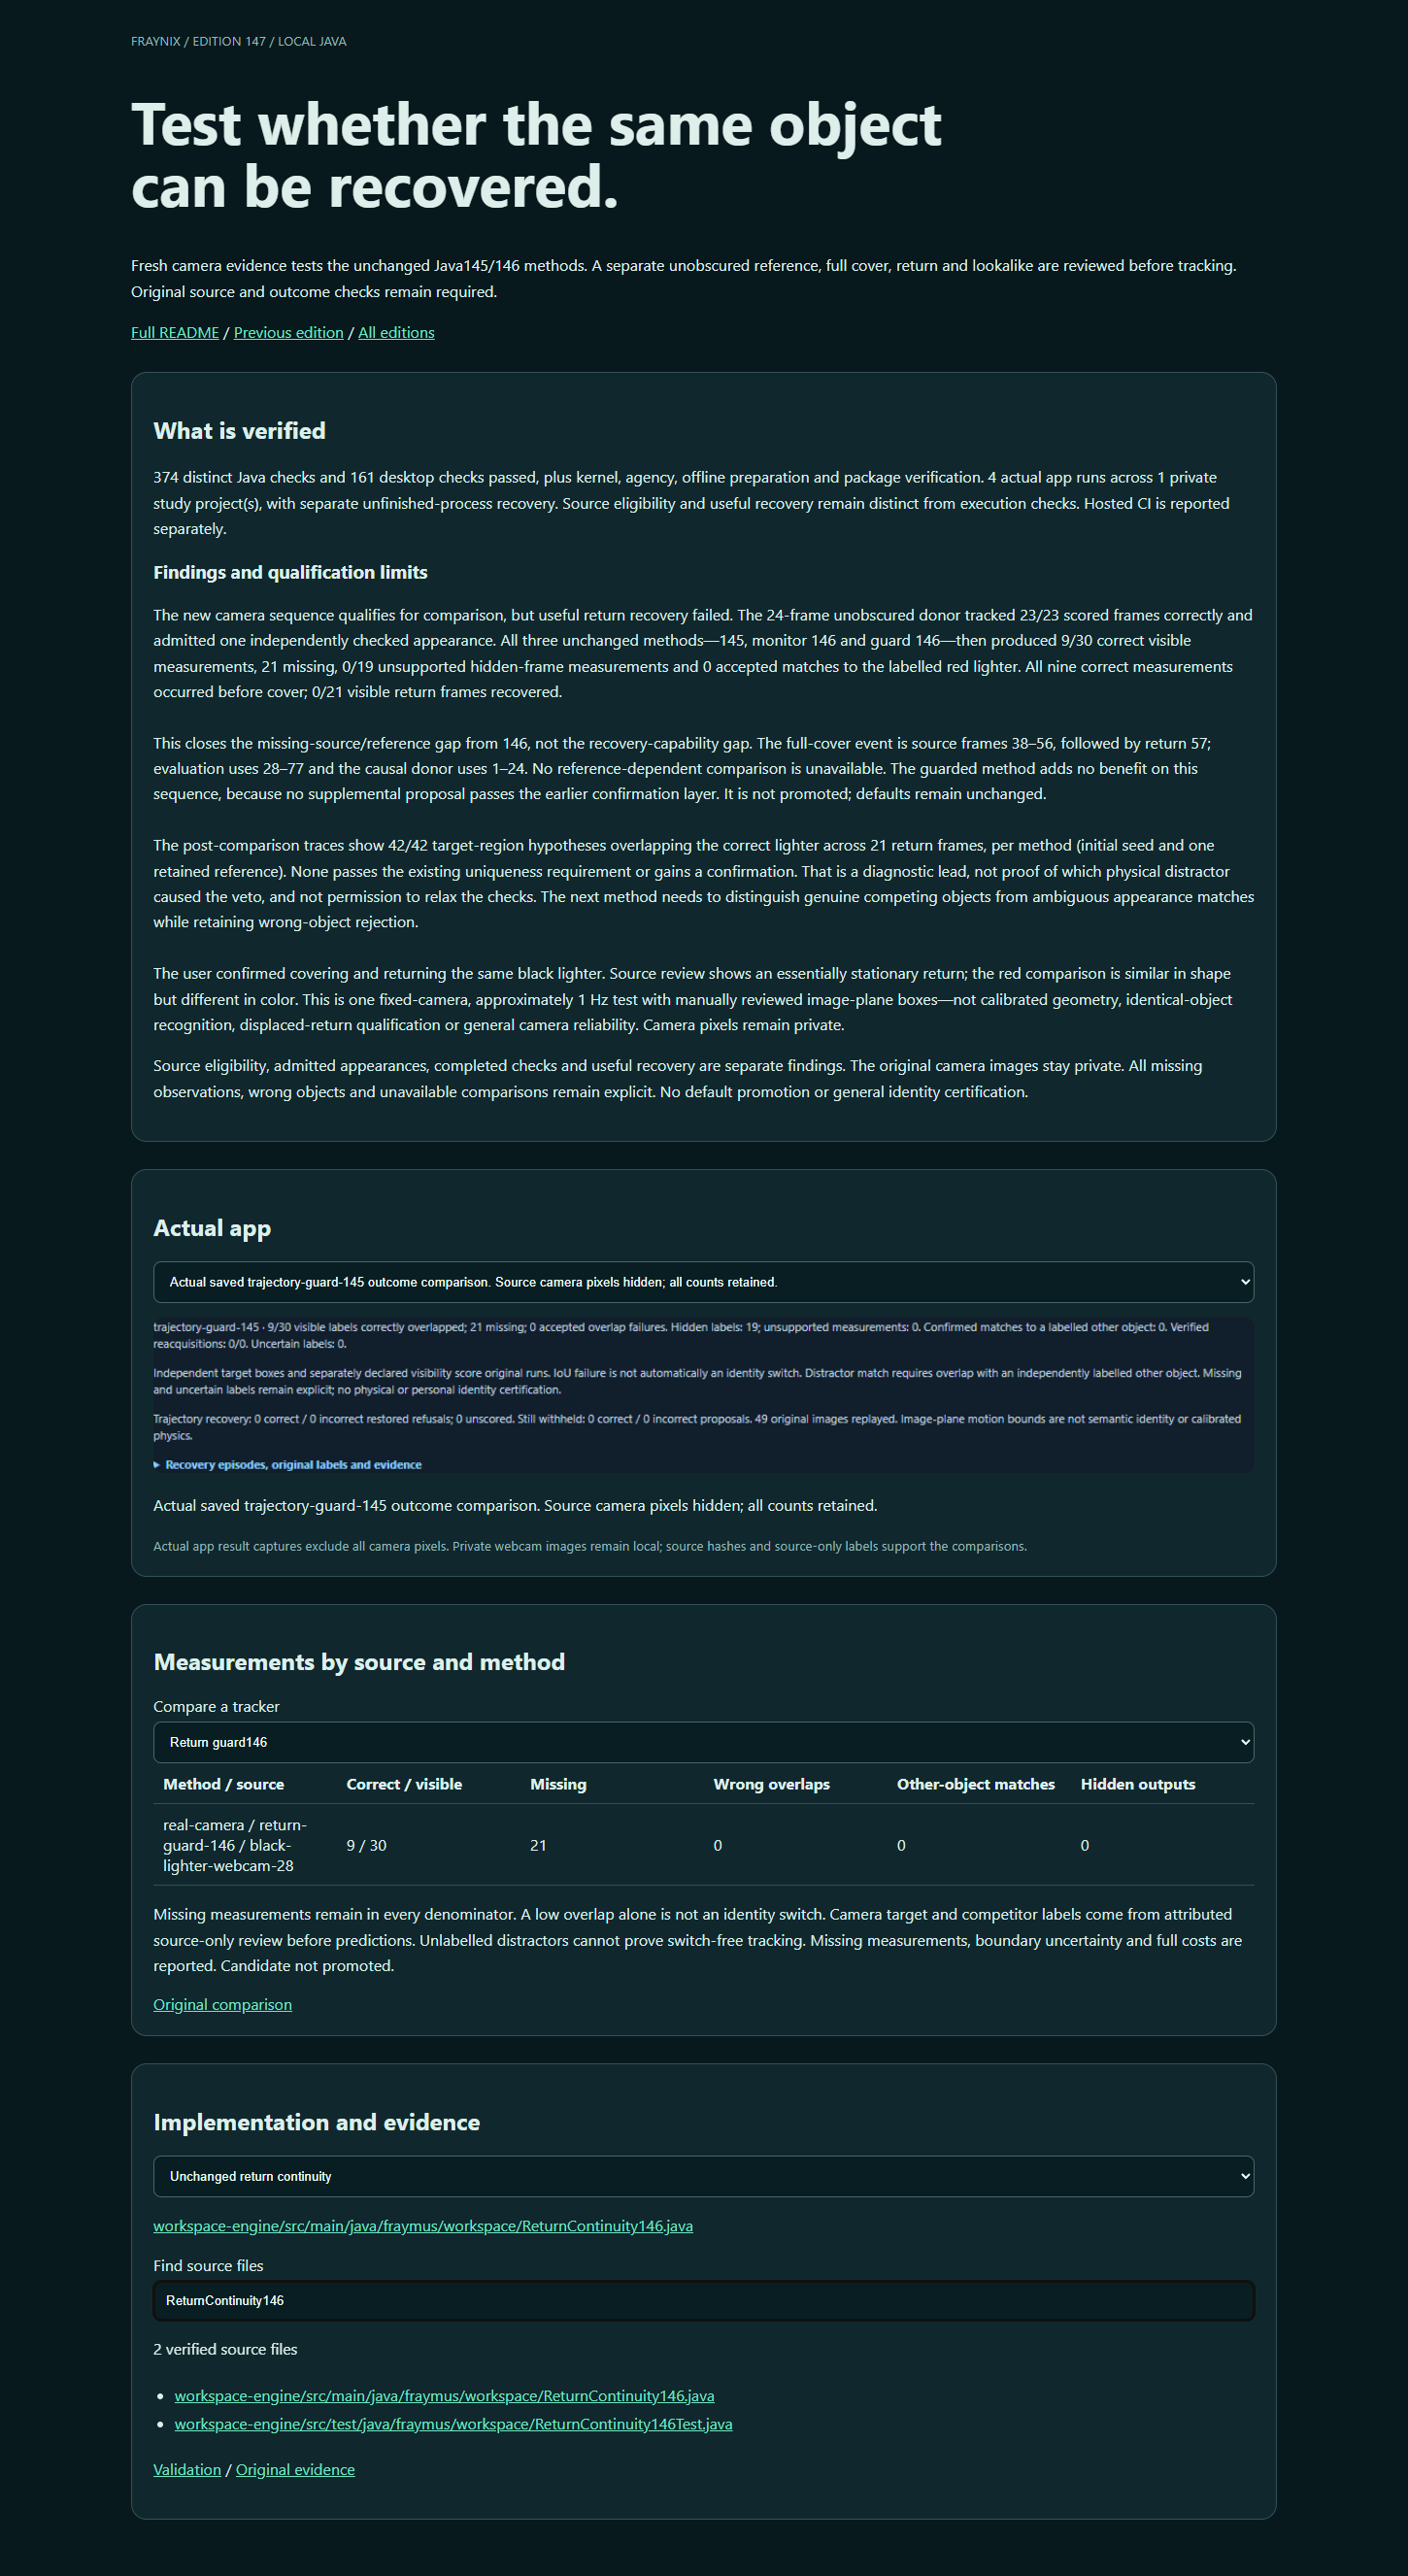 FRAYNIX / EDITION 147 / LOCAL JAVA
Test whether the same object
can be recovered.
Fresh camera evidence tests the unchanged Java145/146 methods. A separate unobscured reference, full cover, return and lookalike are reviewed before tracking.
Original source and outcome checks remain required.
Full README / Previous edition / All editions
What is verified
374 distinct Java checks and 161 desktop checks passed, plus kernel, agency, offline preparation and package verification. 4 actual app runs across 1 private
study project(s), with separate unfinished-process recovery. Source eligibility and useful recovery remain distinct from execution checks. Hosted CI is reported
separately.
Findings and qualification limits
The new camera sequence qualifies for comparison, but useful return recovery failed. The 24-frame unobscured donor tracked 23/23 scored frames correctly and
admitted one independently checked appearance. All three unchanged methods—145, monitor 146 and guard 146—then produced 9/30 correct visible
measurements, 21 missing, 0/19 unsupported hidden-frame measurements and 0 accepted matches to the labelled red lighter. All nine correct measurements
occurred before cover; 0/21 visible return frames recovered.
This closes the missing-source/reference gap from 146, not the recovery-capability gap. The full-cover event is source frames 38–56, followed by return 57;
evaluation uses 28–77 and the causal donor uses 1–24. No reference-dependent comparison is unavailable. The guarded method adds no benefit on this
sequence, because no supplemental proposal passes the earlier confirmation layer. It is not promoted; defaults remain unchanged.
The post-comparison traces show 42/42 target-region hypotheses overlapping the correct lighter across 21 return frames, per method (initial seed and one
retained reference). None passes the existing uniqueness requirement or gains a confirmation. That is a diagnostic lead, not proof of which physical distractor
caused the veto, and not permission to relax the checks. The next method needs to distinguish genuine competing objects from ambiguous appearance matches
while retaining wrong-object rejection.
The user confirmed covering and returning the same black lighter. Source review shows an essentially stationary return; the red comparison is similar in shape
but different in color. This is one fixed-camera, approximately 1 Hz test with manually reviewed image-plane boxes—not calibrated geometry, identical-object
recognition, displaced-return qualification or general camera reliability. Camera pixels remain private.
Source eligibility, admitted appearances, completed checks and useful recovery are separate findings. The original camera images stay private. All missing
observations, wrong objects and unavailable comparisons remain explicit. No default promotion or general identity certification.
Actual app
Actual saved trajectory-guard-145 outcome comparison. Source camera pixels hidden; all counts retained.
trajectory-guard-145 · 9/30 visible labels correctly overlapped; 21 missing; 0 accepted overlap failures. Hidden labels: 19; unsupported measurements: 0. Confirmed matches to a labelled other object: 0. Verified
reacquisitions: 0/0. Uncertain labels: 0.
Independent target boxes and separately declared visibility score original runs. IoU failure is not automatically an identity switch. Distractor match requires overlap with an independently labelled other object. Missing
and uncertain labels remain explicit; no physical or personal identity certification.
Trajectory recovery: 0 correct / 0 incorrect restored refusals; 0 unscored. Still withheld: 0 correct / 0 incorrect proposals. 49 original images replayed. Image-plane motion bounds are not semantic identity or calibrated
physics.
Recovery episodes, original labels and evidence
Actual saved trajectory-guard-145 outcome comparison. Source camera pixels hidden; all counts retained.
Actual app result captures exclude all camera pixels. Private webcam images remain local; source hashes and source-only labels support the comparisons.
Measurements by source and method
Compare a tracker
Return guard146
Method / source Correct / visible Missing Wrong overlaps Other-object matches Hidden outputs
real-camera / return-
guard-146 / black-
lighter-webcam-28
9 / 30 21 0 0 0
Missing measurements remain in every denominator. A low overlap alone is not an identity switch. Camera target and competitor labels come from attributed
source-only review before predictions. Unlabelled distractors cannot prove switch-free tracking. Missing measurements, boundary uncertainty and full costs are
reported. Candidate not promoted.
Original comparison
Implementation and evidence
Unchanged return continuity
workspace-engine/src/main/java/fraymus/workspace/ReturnContinuity146.java
Find source files
ReturnContinuity146
2 verified source files
• workspace-engine/src/main/java/fraymus/workspace/ReturnContinuity146.java
• workspace-engine/src/test/java/fraymus/workspace/ReturnContinuity146Test.java
Validation / Original evidence